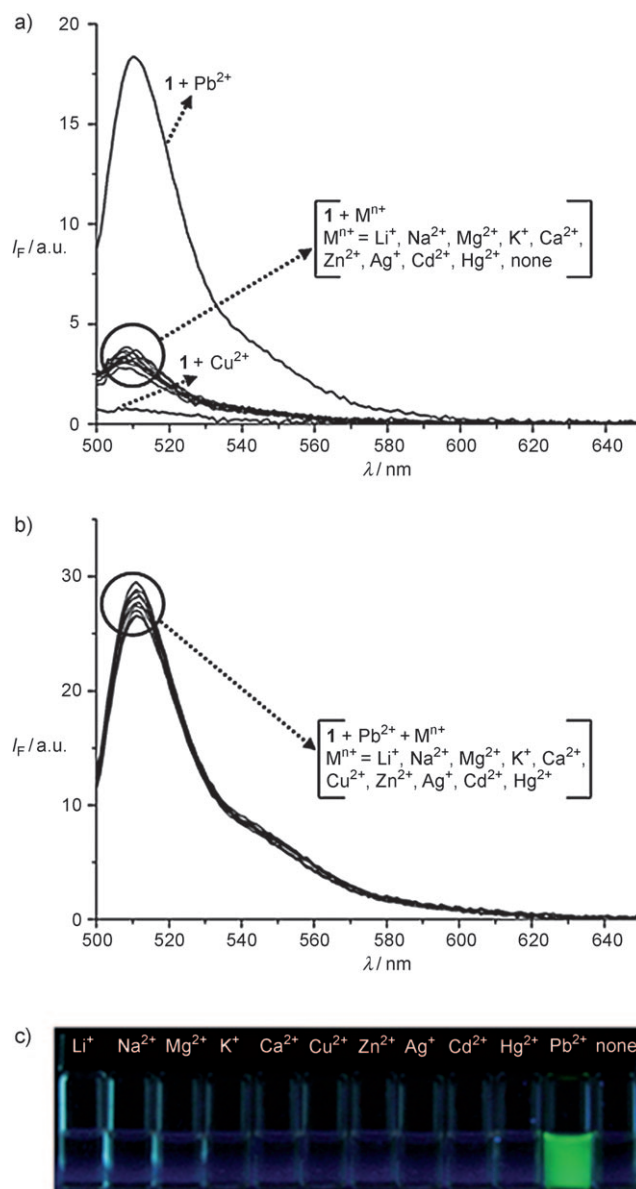 a)
20
15
10
5
0
I_F / a.u.
1 + Pb²⁺
1 + Mⁿ⁺
Mⁿ⁺ = Li⁺, Na²⁺, Mg²⁺, K⁺, Ca²⁺,
Zn²⁺, Ag⁺, Cd²⁺, Hg²⁺, none
1 + Cu²⁺
500 520 540 560 580 600 620 640
λ / nm
b)
30
20
10
0
I_F / a.u.
1 + Pb²⁺ + Mⁿ⁺
Mⁿ⁺ = Li⁺, Na²⁺, Mg²⁺, K⁺, Ca²⁺,
Cu²⁺, Zn²⁺, Ag⁺, Cd²⁺, Hg²⁺
500 520 540 560 580 600 620 640
λ / nm
c)
Li⁺ Na²⁺ Mg²⁺ K⁺ Ca²⁺ Cu²⁺ Zn²⁺ Ag⁺ Cd²⁺ Hg²⁺ Pb²⁺ none